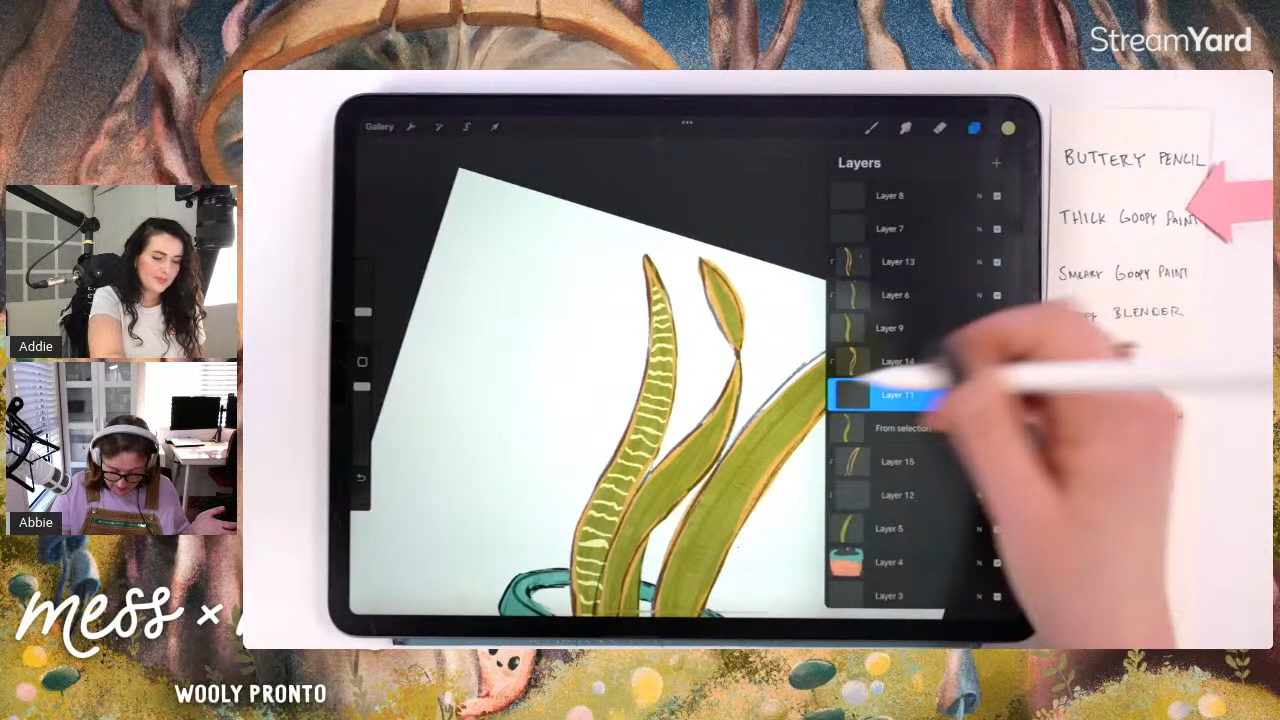 StreamYard
Gallery
Layers
Layer 8
N
Layer 7
N
Layer 13
N
Layer 6
N
Layer 9
Layer 14
Layer 11
From selection
Layer 15
Layer 12
Layer 5
Layer 4
N
Layer 3
BUTTERY PENCIL
THICK GOOPY PAINT
SMEARY GOOPY PAINT
BLENDER
Addie
Abbie
mess ×
WOOLY PRONTO